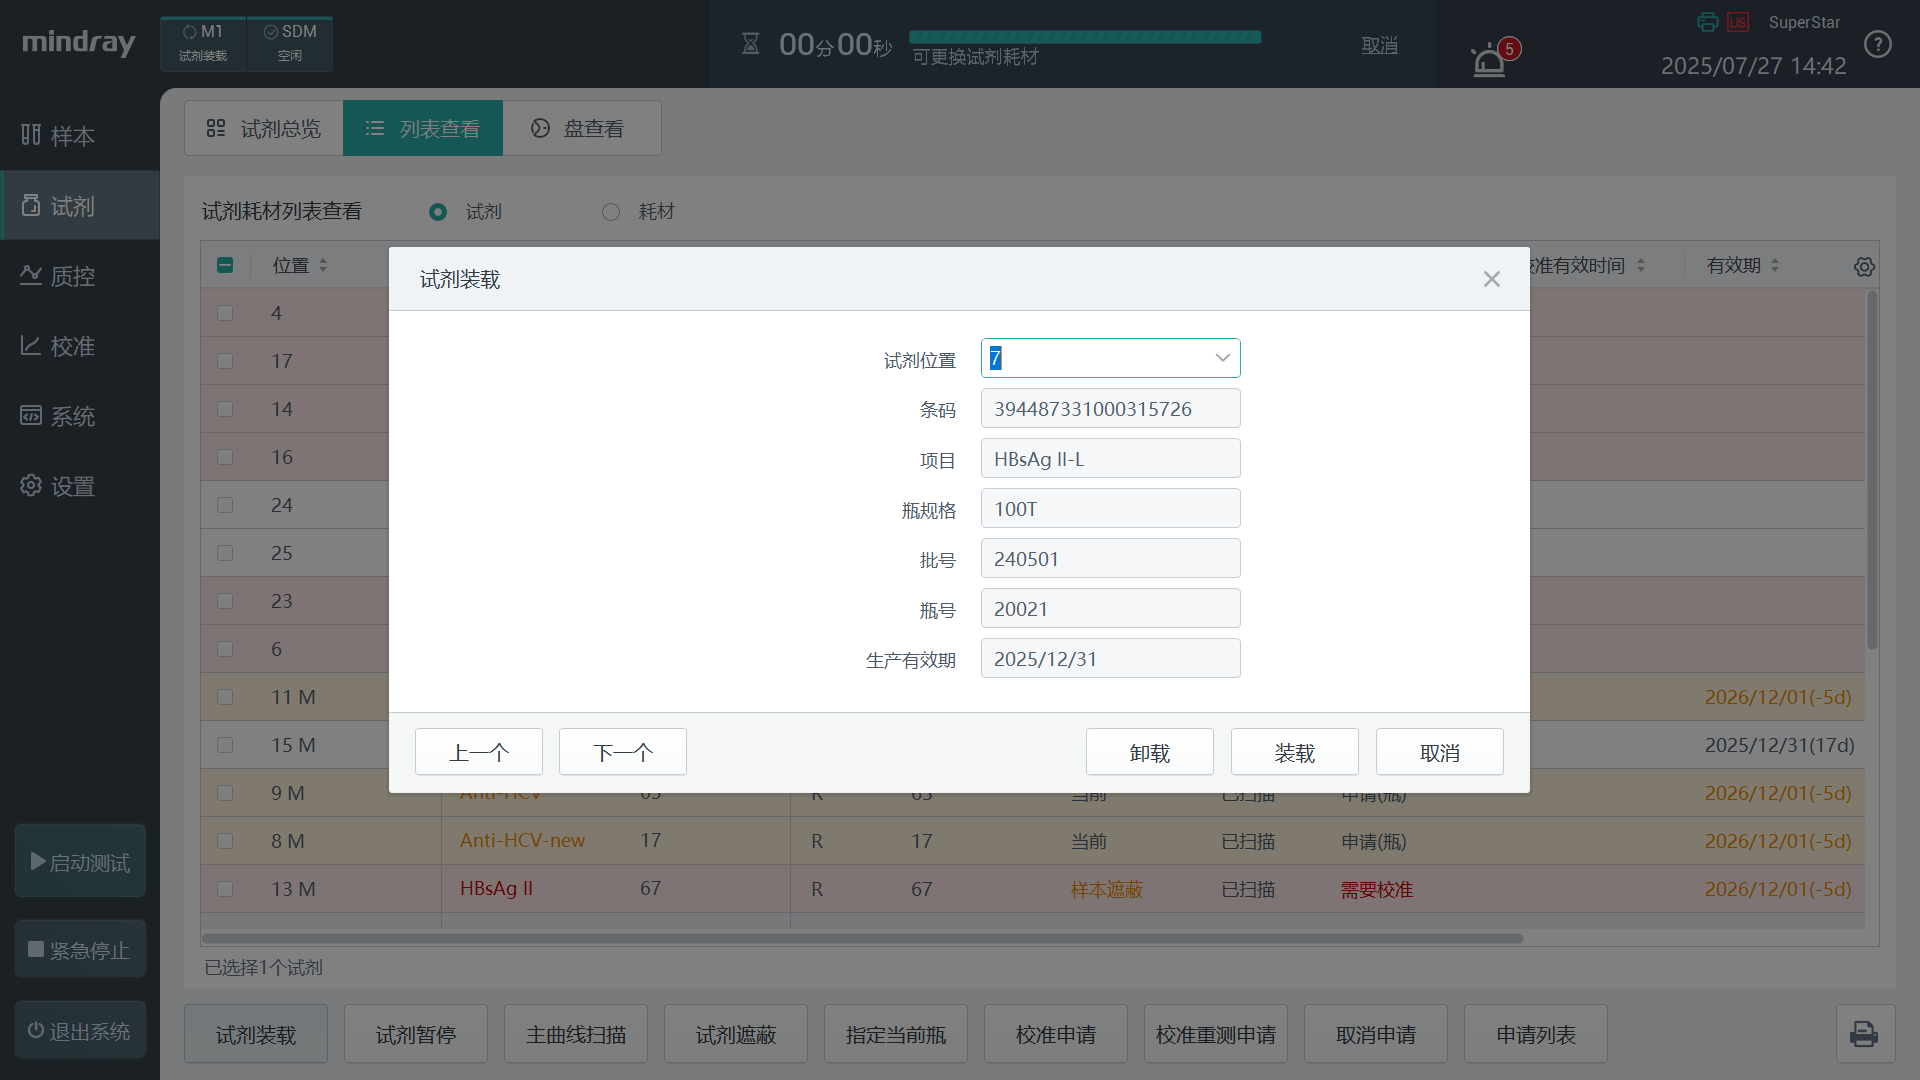 mindray
M1
试剂装载
SDM
空闲
00分00秒
可更换试剂耗材
取消
5
LIS
SuperStar
2025/07/27 14:42
?
样本
试剂
质控
校准
系统
设置
启动测试
紧急停止
退出系统
试剂总览
列表查看
盘查看
试剂耗材列表查看
试剂
耗材
位置
准有效时间
有效期
4
17
14
16
24
25
23
6
11 M
2026/12/01(-5d)
15 M
2025/12/31(17d)
9 M
Anti-HCV
65
R
65
当前
已扫描
申请(瓶)
2026/12/01(-5d)
8 M
Anti-HCV-new
17
R
17
当前
已扫描
申请(瓶)
2026/12/01(-5d)
13 M
HBsAg II
67
R
67
样本遮蔽
已扫描
需要校准
2026/12/01(-5d)
已选择1个试剂
试剂装载
试剂位置
7
条码
394487331000315726
项目
HBsAg II-L
瓶规格
100T
批号
240501
瓶号
20021
生产有效期
2025/12/31
上一个
下一个
卸载
装载
取消
试剂装载
试剂暂停
主曲线扫描
试剂遮蔽
指定当前瓶
校准申请
校准重测申请
取消申请
申请列表